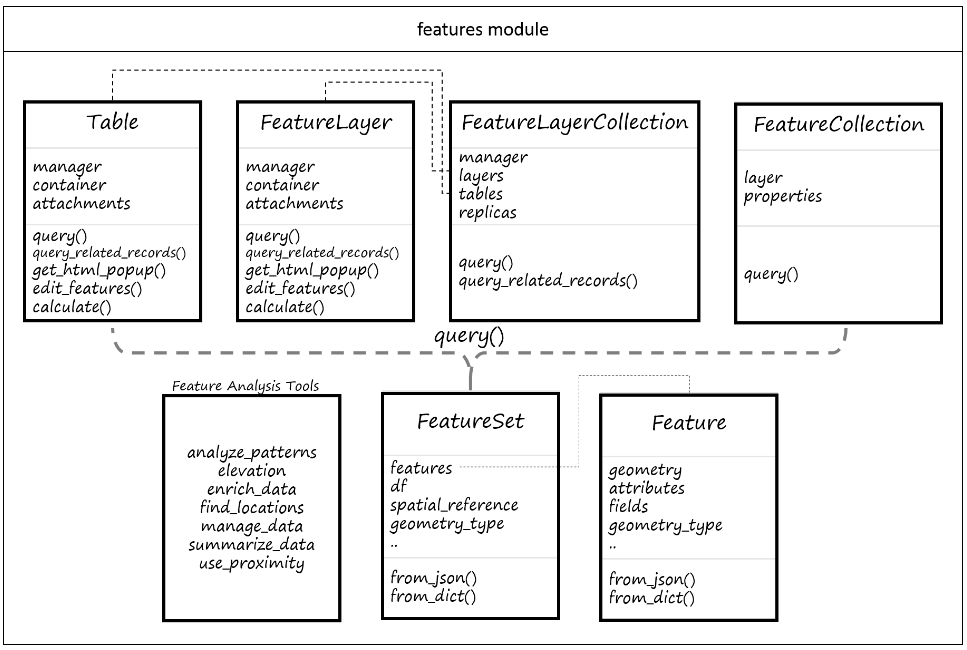 features module
Table
manager
container
attachments
query()
query_related_records()
get_html_popup()
edit_features()
calculate()
FeatureLayer
manager
container
attachments
query()
query_related_records()
get_html_popup()
edit_features()
calculate()
FeatureLayerCollection
manager
layers
tables
replicas
query()
query_related_records()
FeatureCollection
layer
properties
query()
query()
Feature Analysis Tools
analyze_patterns
elevation
enrich_data
find_locations
manage_data
summarize_data
use_proximity
FeatureSet
features
df
spatial_reference
geometry_type
..
from_json()
from_dict()
Feature
geometry
attributes
fields
geometry_type
..
from_json()
from_dict()